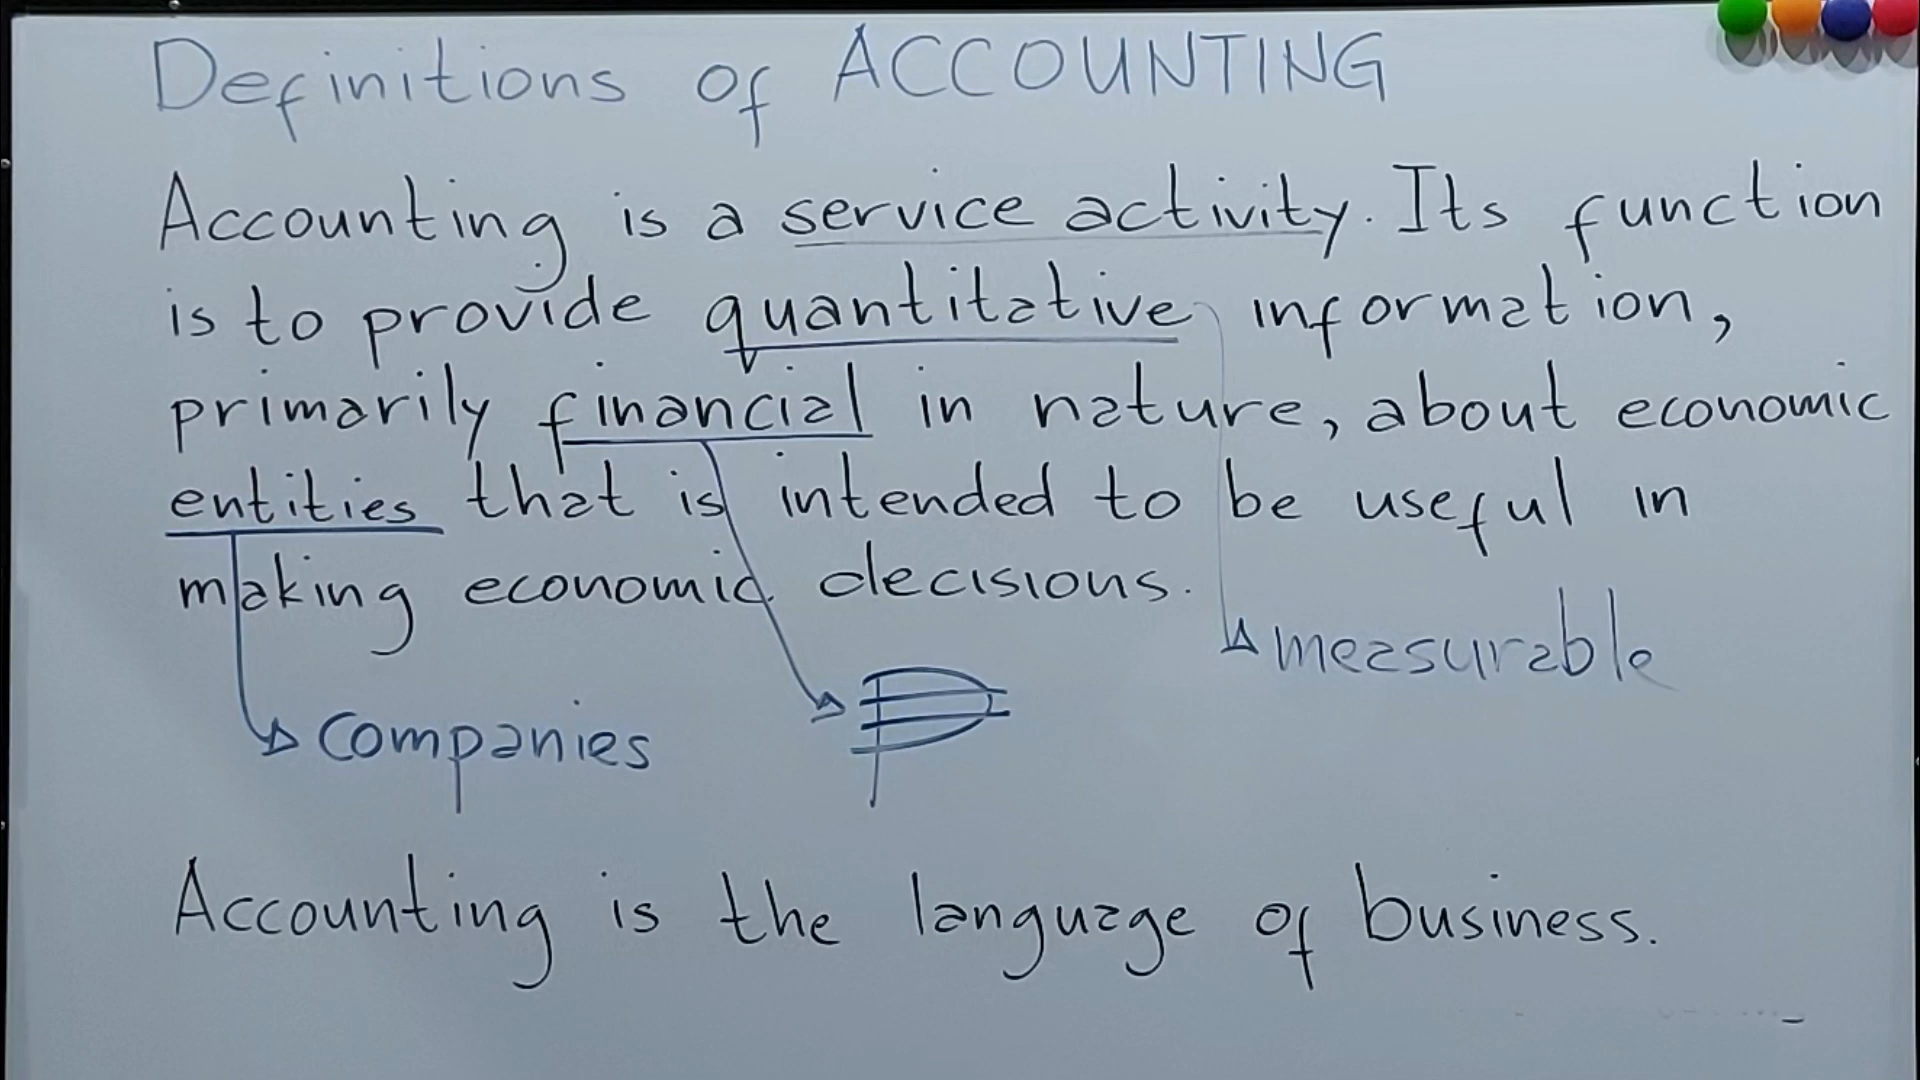 Definitions of ACCOUNTING
Accounting is a service activity. Its function
is to provide quantitative information,
primarily financial in nature, about economic
entities that is intended to be useful in
making economic decisions.
measurable
companies
₱
Accounting is the language of business.